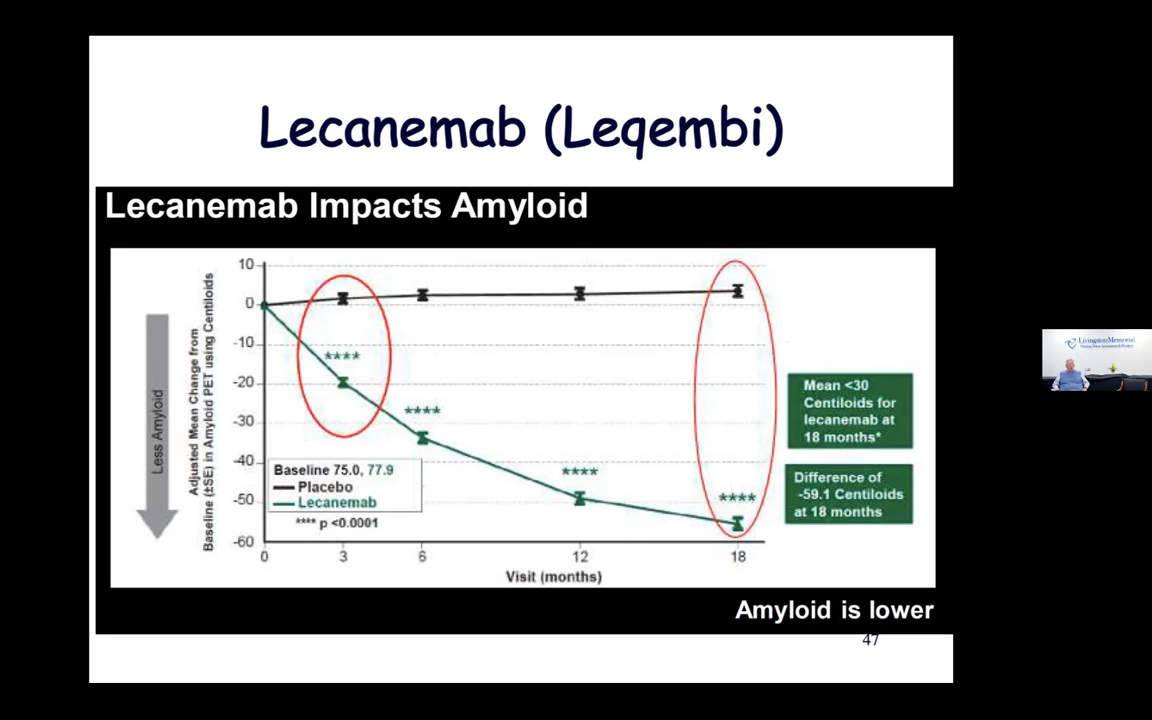 Lecanemab (Leqembi)
Lecanemab Impacts Amyloid
Less Amyloid
Adjusted Mean Change from
Baseline (±SE) in Amyloid PET using Centiloids
10
0
-10
-20
-30
-40
-50
-60
****
****
****
****
Baseline 75.0, 77.9
Placebo
Lecanemab
**** p <0.0001
0 3 6 12 18
Visit (months)
Mean <30
Centiloids for
lecanemab at
18 months*
Difference of
-59.1 Centiloids
at 18 months
Amyloid is lower
47
LivingstonMemorial